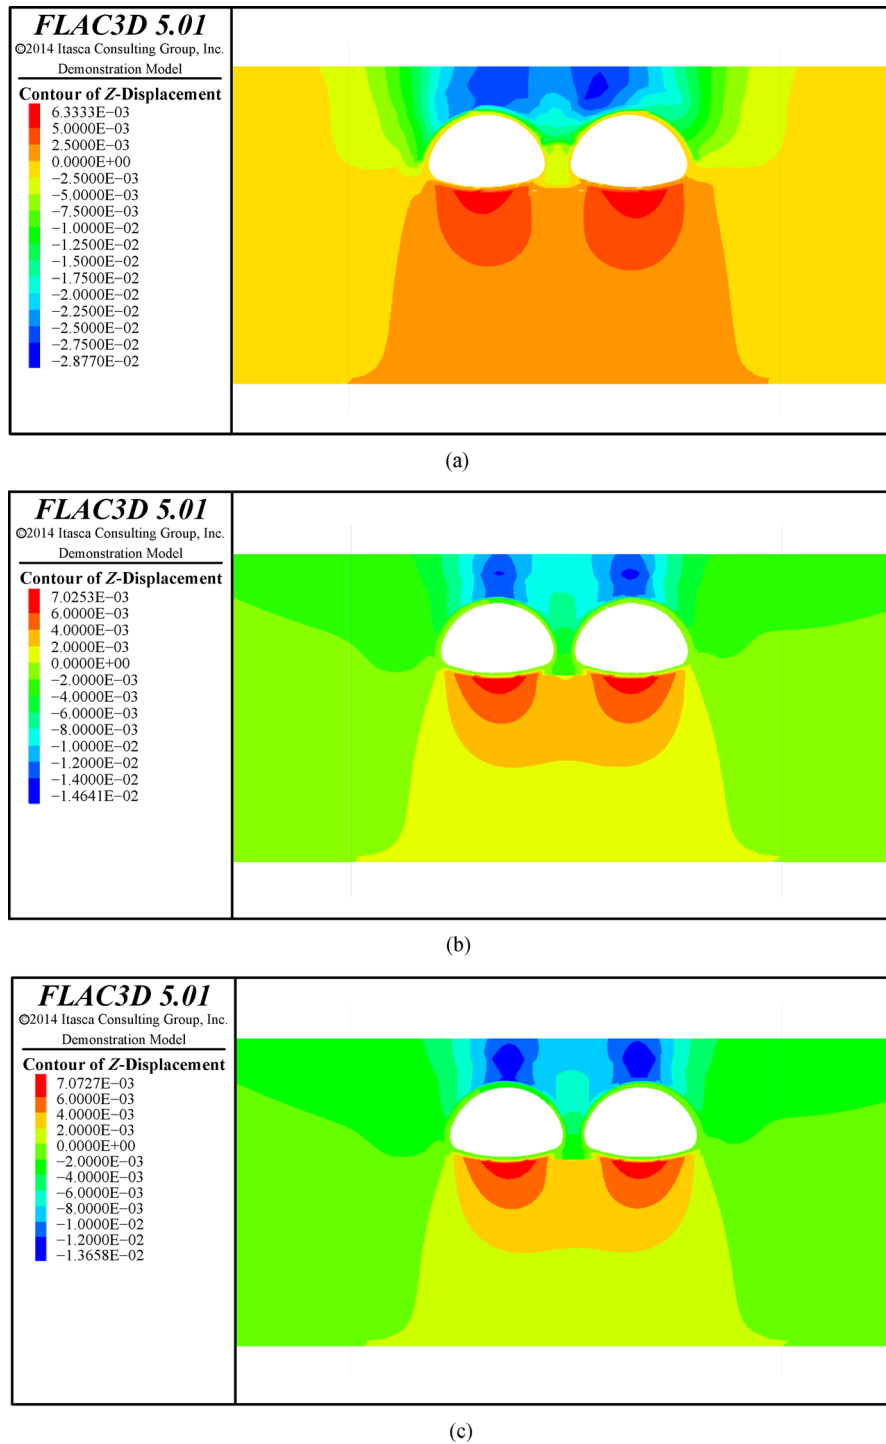 FLAC3D 5.01
©2014 Itasca Consulting Group, Inc.
Demonstration Model
Contour of Z-Displacement
6.3333E−03
5.0000E−03
2.5000E−03
0.0000E+00
−2.5000E−03
−5.0000E−03
−7.5000E−03
−1.0000E−02
−1.2500E−02
−1.5000E−02
−1.7500E−02
−2.0000E−02
−2.2500E−02
−2.5000E−02
−2.7500E−02
−2.8770E−02
(a)
FLAC3D 5.01
©2014 Itasca Consulting Group, Inc.
Demonstration Model
Contour of Z-Displacement
7.0253E−03
6.0000E−03
4.0000E−03
2.0000E−03
0.0000E+00
−2.0000E−03
−4.0000E−03
−6.0000E−03
−8.0000E−03
−1.0000E−02
−1.2000E−02
−1.4000E−02
−1.4641E−02
(b)
FLAC3D 5.01
©2014 Itasca Consulting Group, Inc.
Demonstration Model
Contour of Z-Displacement
7.0727E−03
6.0000E−03
4.0000E−03
2.0000E−03
0.0000E+00
−2.0000E−03
−4.0000E−03
−6.0000E−03
−8.0000E−03
−1.0000E−02
−1.2000E−02
−1.3658E−02
(c)